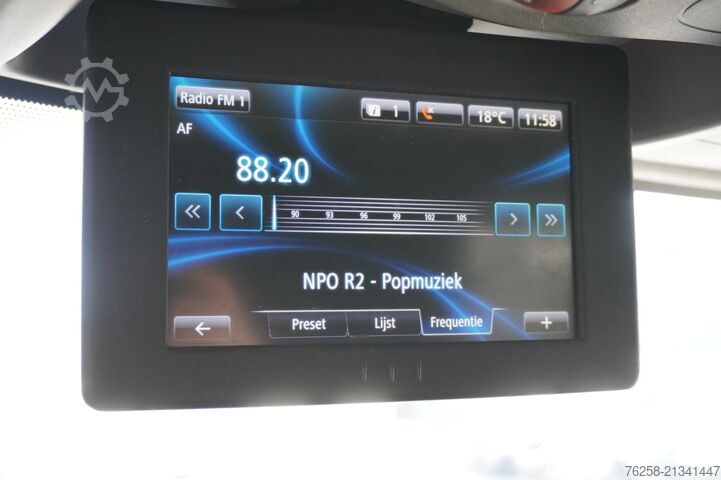 Radio FM 1
1
18°C
11:58
AF
88.20
90 93 96 99 102 105
NPO R2 - Popmuziek
Preset
Lijst
Frequentie
76258-21341447